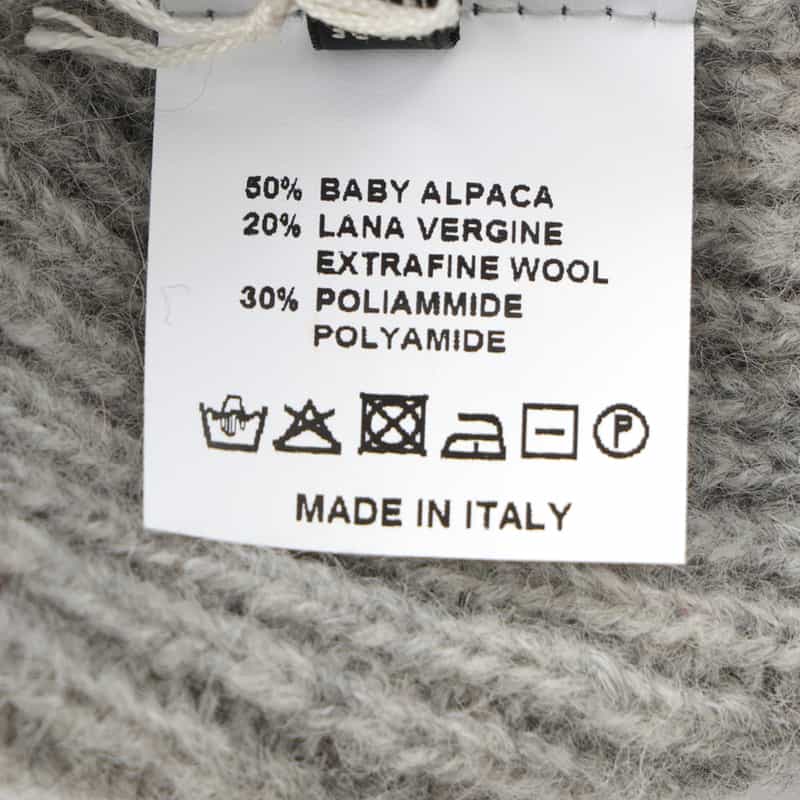 50% BABY ALPACA
20% LANA VERGINE
EXTRAFINE WOOL
30% POLIAMMIDE
POLYAMIDE
P
MADE IN ITALY